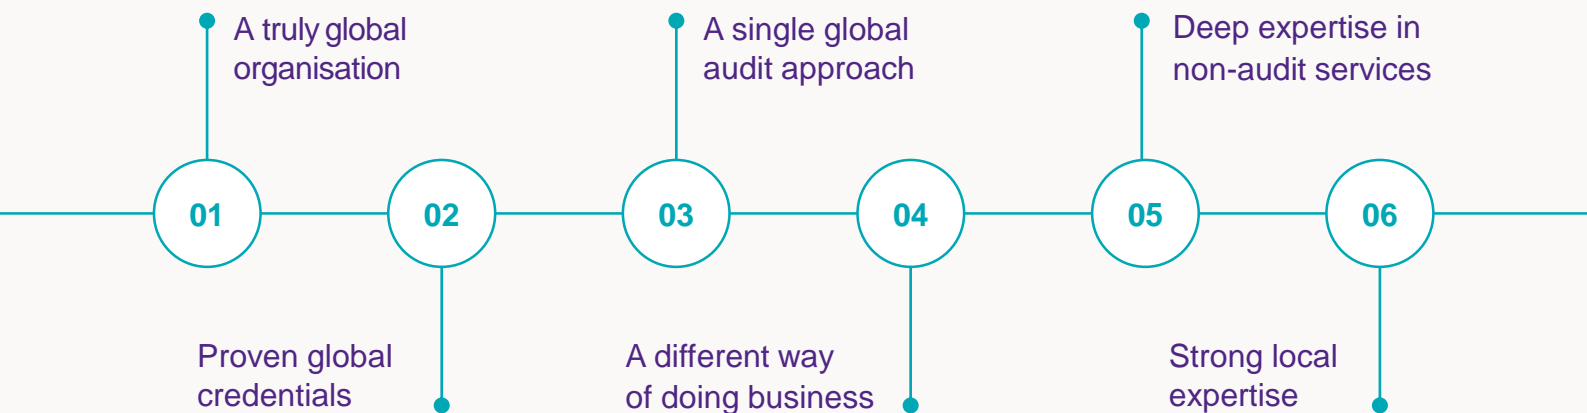 A truly global
organisation
A single global
audit approach
Deep expertise in
non-audit services
01
02
03
04
05
06
Proven global
credentials
A different way
of doing business
Strong local
expertise